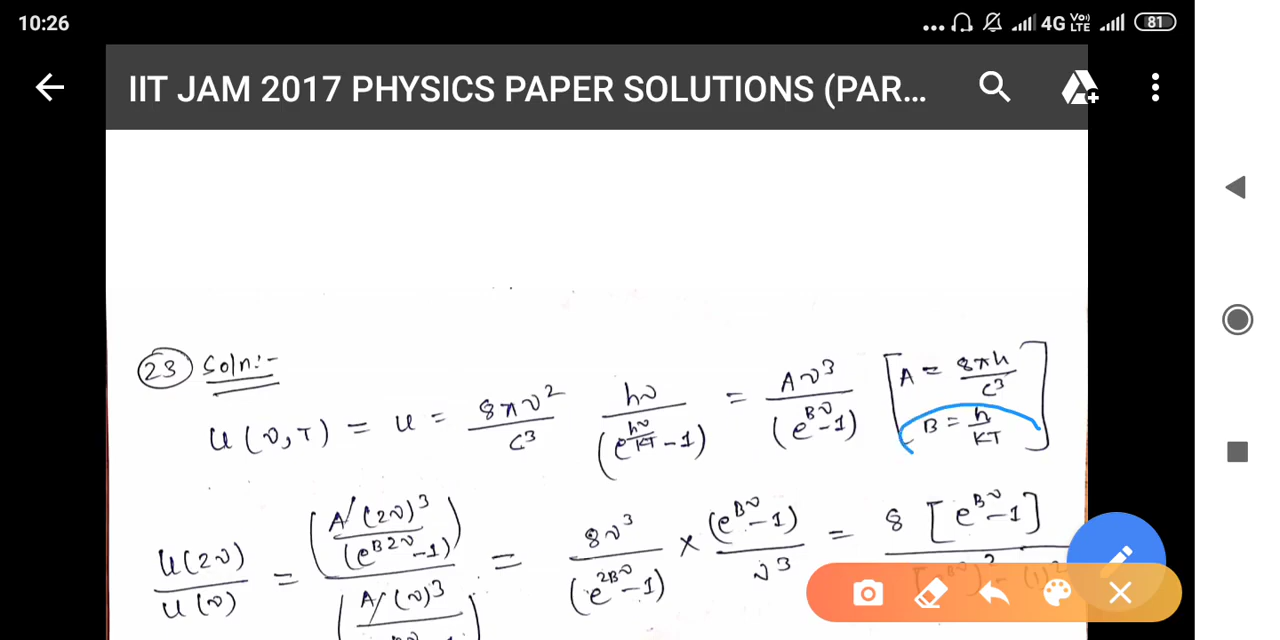 10:26
... 4G Vo) LTE 81
IIT JAM 2017 PHYSICS PAPER SOLUTIONS (PAR...
23 Soln:-
u(ν,T) = u = 8πν²/C³ hν/(e^(hν/KT) - 1) = Aν³/(e^(Bν) - 1) [A = 8πh/C³
B = h/KT]
u(2ν)/u(ν) = (A(2ν)³/(e^(B2ν) - 1))/(A(ν)³/ = 8ν³/(e^(2Bν) - 1) × (e^(Bν) - 1)/ν³ = 8 [e^(Bν) - 1]